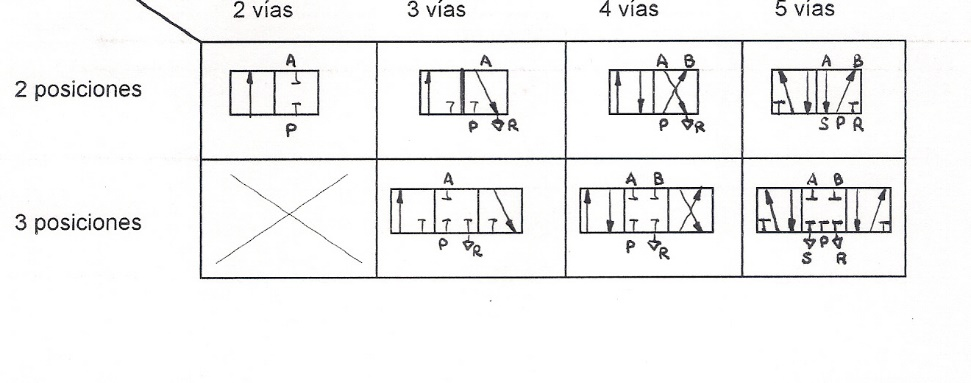 2 vías 3 vías 4 vías 5 vías
A A A B A B
2 posiciones
P P R P R S P R
A A B A B
3 posiciones
P R P R P
S R